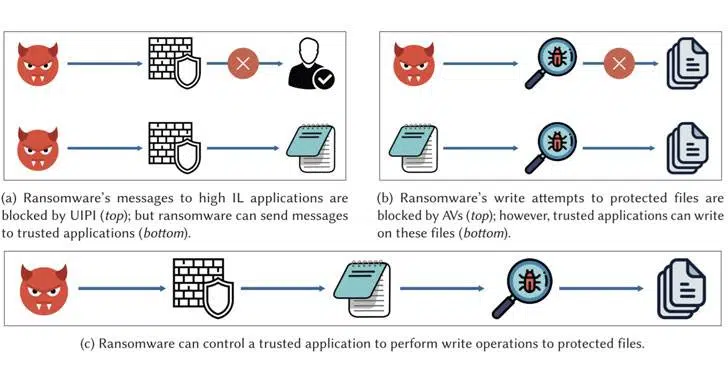 (a) Ransomware's messages to high IL applications are
blocked by UIPI (top); but ransomware can send messages
to trusted applications (bottom).
(b) Ransomware's write attempts to protected files are
blocked by AVs (top); however, trusted applications can write
on these files (bottom).
(c) Ransomware can control a trusted application to perform write operations to protected files.